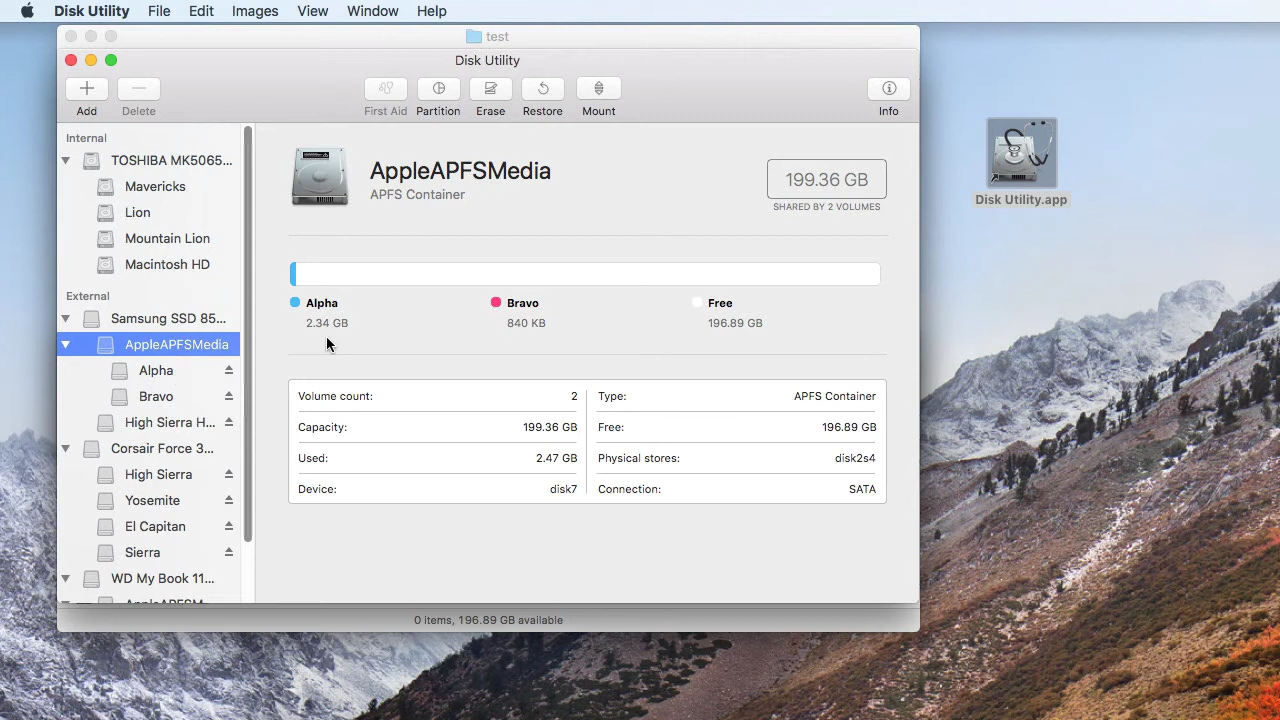 Disk Utility File Edit Images View Window Help
test
Disk Utility
Add Delete First Aid Partition Erase Restore Mount Info
Internal
TOSHIBA MK5065...
Mavericks
Lion
Mountain Lion
Macintosh HD
External
Samsung SSD 85...
AppleAPFSMedia
Alpha
Bravo
High Sierra H...
Corsair Force 3...
High Sierra
Yosemite
El Capitan
Sierra
WD My Book 11...
AppleAPFSM...
AppleAPFSMedia
APFS Container
199.36 GB
SHARED BY 2 VOLUMES
Alpha Bravo Free
2.34 GB 840 KB 196.89 GB
Volume count: 2 Type: APFS Container
Capacity: 199.36 GB Free: 196.89 GB
Used: 2.47 GB Physical stores: disk2s4
Device: disk7 Connection: SATA
0 items, 196.89 GB available
Disk Utility.app